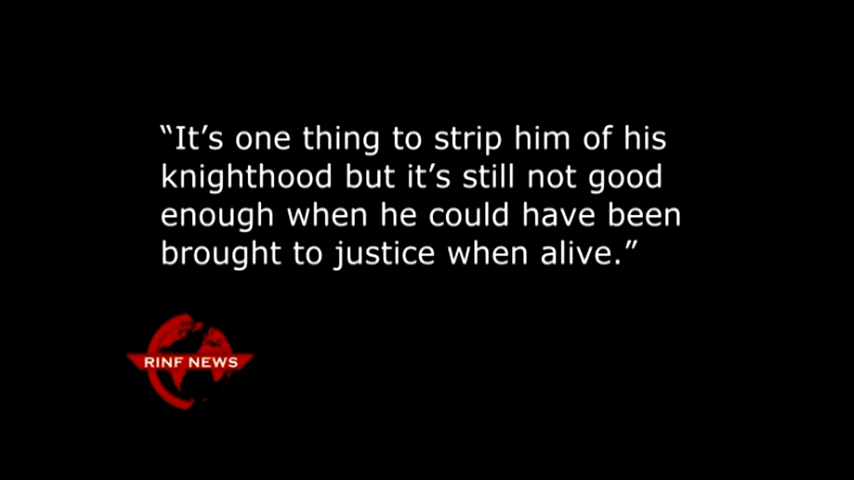 “It’s one thing to strip him of his
knighthood but it’s still not good
enough when he could have been
brought to justice when alive.”
RINF NEWS